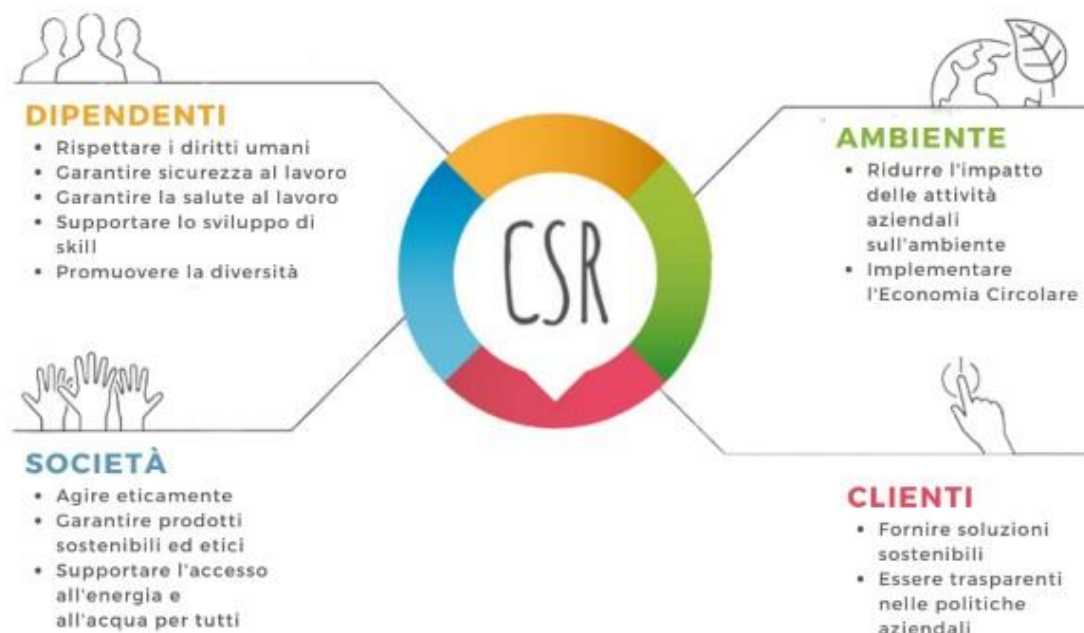 DIPENDENTI
• Rispettare i diritti umani
• Garantire sicurezza al lavoro
• Garantire la salute al lavoro
• Supportare lo sviluppo di
skill
• Promuovere la diversità
SOCIETÀ
• Agire eticamente
• Garantire prodotti
sostenibili ed etici
• Supportare l'accesso
all'energia e
all'acqua per tutti
CSR
AMBIENTE
• Ridurre l'impatto
delle attività
aziendali
sull'ambiente
• Implementare
l'Economia Circolare
CLIENTI
• Fornire soluzioni
sostenibili
• Essere trasparenti
nelle politiche
aziendali